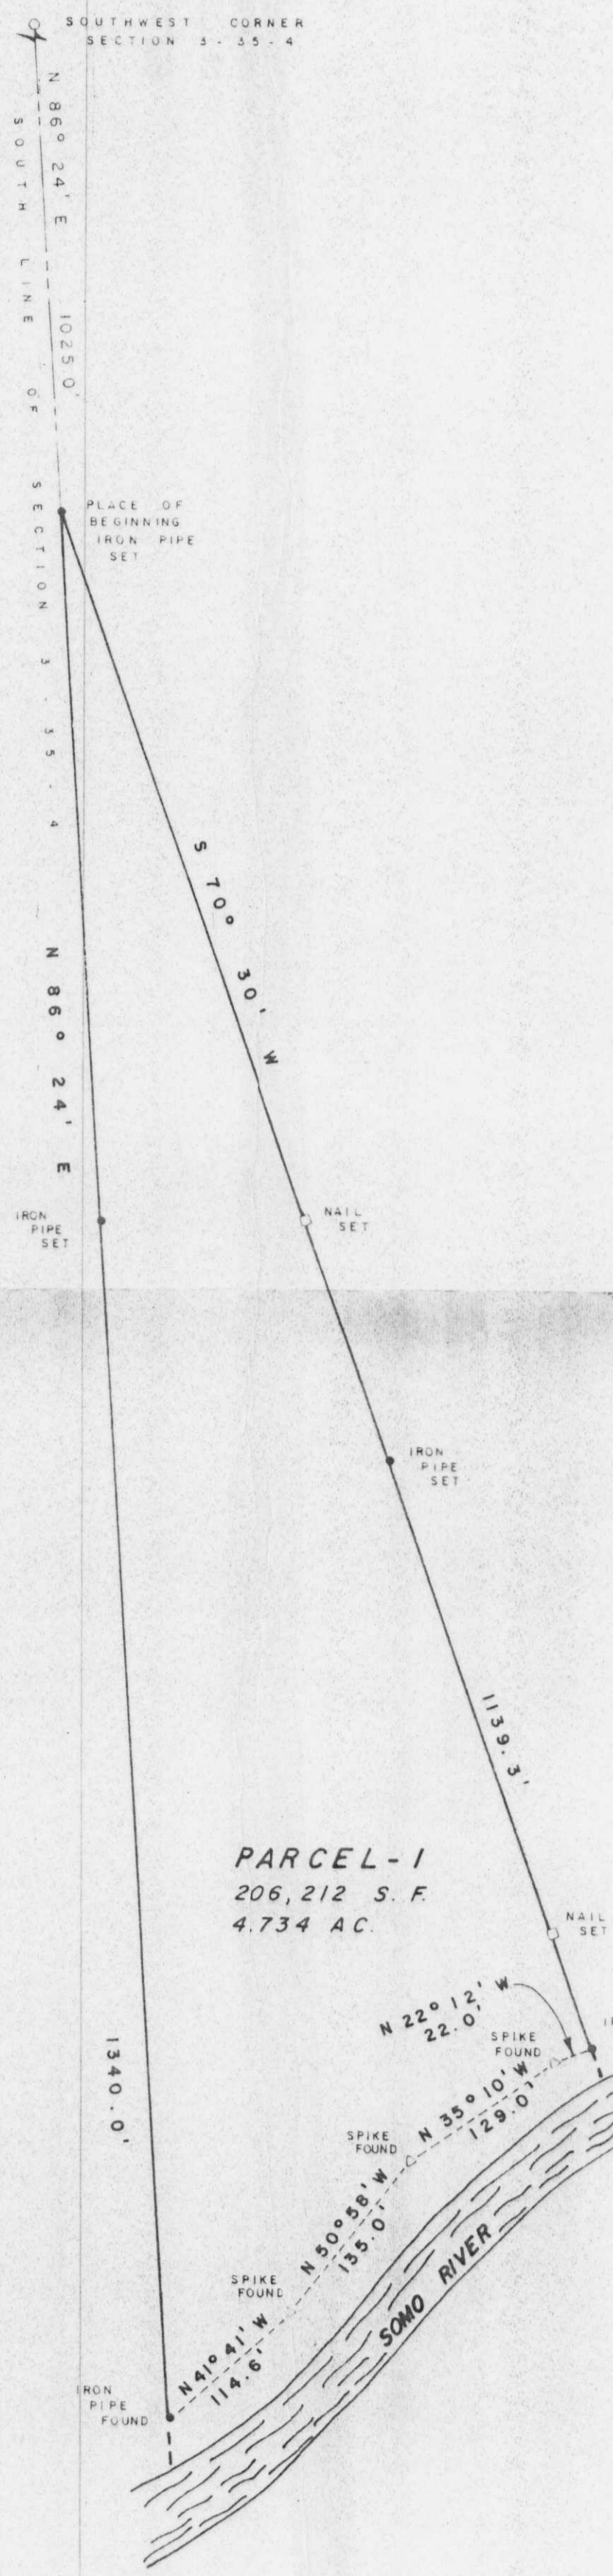 SOUTHWEST CORNER
SECTION 3-35-4
N 86° 24' E 1025.0'
SOUTH LINE OF SECTION 3-35-4
PLACE OF
BEGINNING
IRON PIPE
SET
S 70° 30' W
N 86° 24' E
IRON
PIPE
SET
NAIL
SET
IRON
PIPE
SET
1139.3'
PARCEL-1
206,212 S.F.
4.734 AC.
NAIL
SET
N 22° 12' W
22.0'
SPIKE
FOUND
1340.0'
N 35° 10' W
129.0'
SPIKE
FOUND
N 50° 58' W
135.0'
SPIKE
FOUND
SOMO RIVER
N 41° 41' W
114.6'
IRON
PIPE
FOUND